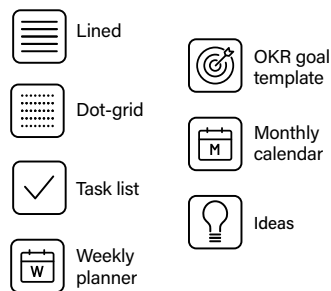 Lined
Dot-grid
Task list
W
Weekly
planner
OKR goal
template
M
Monthly
calendar
Ideas